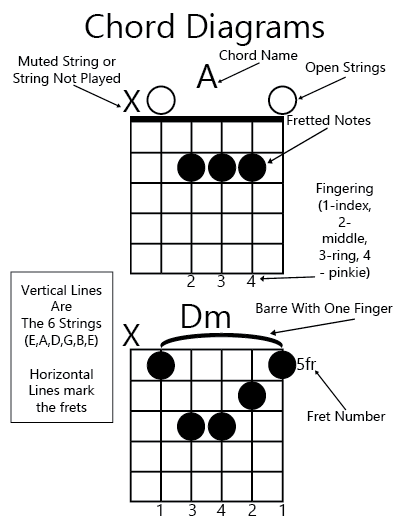 Chord Diagrams
Muted String or
String Not Played
Chord Name
A
Open Strings
X
Fretted Notes
Fingering
(1-index,
2-
middle,
3-ring, 4
- pinkie)
2 3 4
Vertical Lines
Are
The 6 Strings
(E,A,D,G,B,E)
Horizontal
Lines mark
the frets
Dm
Barre With One Finger
X
5fr
Fret Number
1 3 4 2 1